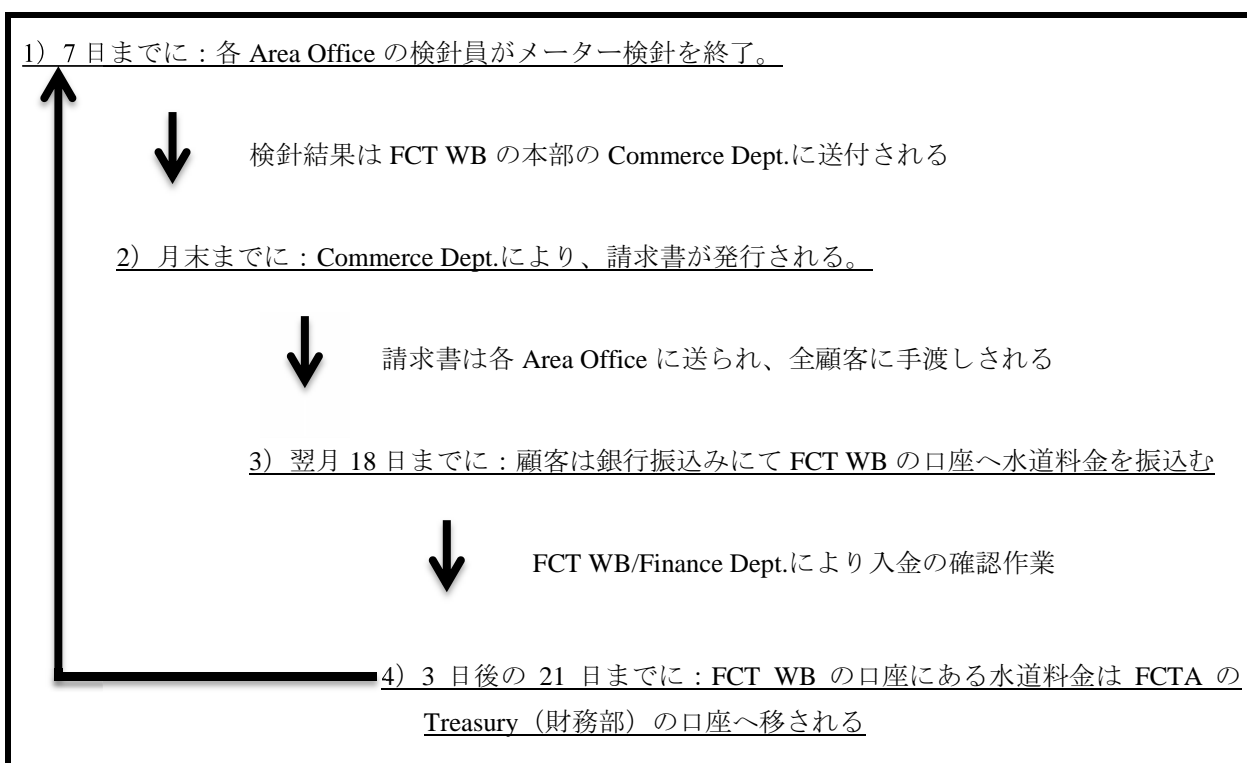 1）7 日までに：各 Area Office の検針員がメーター検針を終了。
検針結果は FCT WB の本部の Commerce Dept.に送付される
2）月末までに：Commerce Dept.により、請求書が発行される。
請求書は各 Area Office に送られ、全顧客に手渡しされる
3）翌月 18 日までに：顧客は銀行振込みにて FCT WB の口座へ水道料金を振込む
FCT WB/Finance Dept.により入金の確認作業
4）3 日後の 21 日までに：FCT WB の口座にある水道料金は FCTA の
Treasury（財務部）の口座へ移される